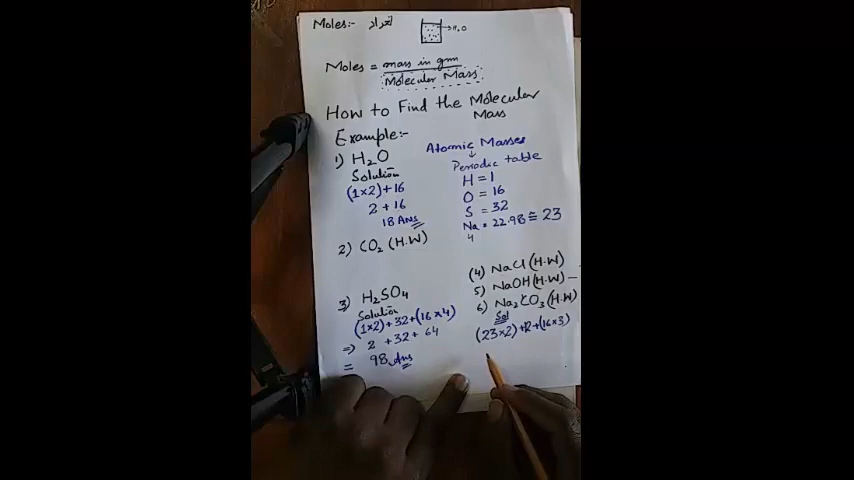 Moles:- تعداد
H2O
Moles = mass in gm
Molecular Mass
How to Find the Molecular
Mass
Example:-
1) H₂O
Solution
(1×2)+16
2 + 16
18 Ans
2) CO₂ (H.W)
3) H₂SO₄
Solution
(1×2)+32+(16×4)
=> 2 +32+ 64
= 98 Ans
Atomic Masses
↓
Periodic table
H = 1
O = 16
S = 32
Na = 22.98 ≅ 23
(4) NaCl (H.W)
5) NaOH (H.W) –
6) Na₂CO₃ (H.W)
Sol
(23×2)+12+(16×3)